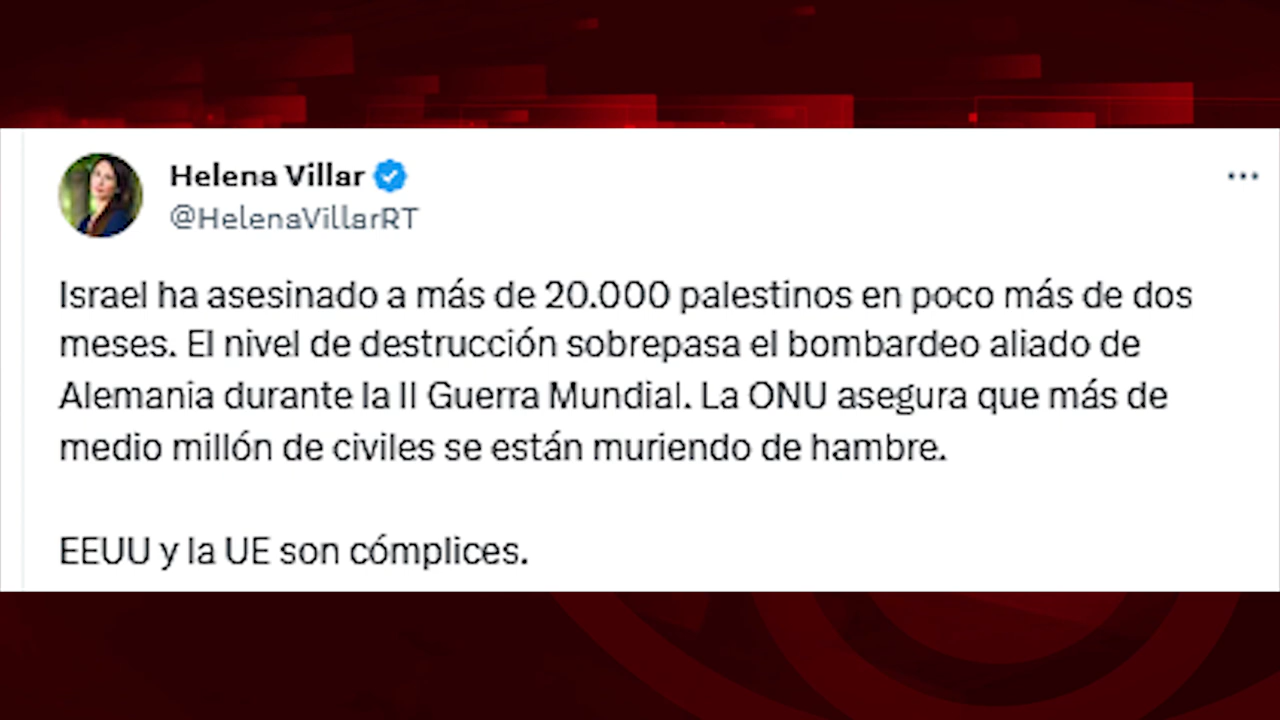 Helena Villar
@HelenaVillarRT
Israel ha asesinado a más de 20.000 palestinos en poco más de dos
meses. El nivel de destrucción sobrepasa el bombardeo aliado de
Alemania durante la II Guerra Mundial. La ONU asegura que más de
medio millón de civiles se están muriendo de hambre.
EEUU y la UE son cómplices.